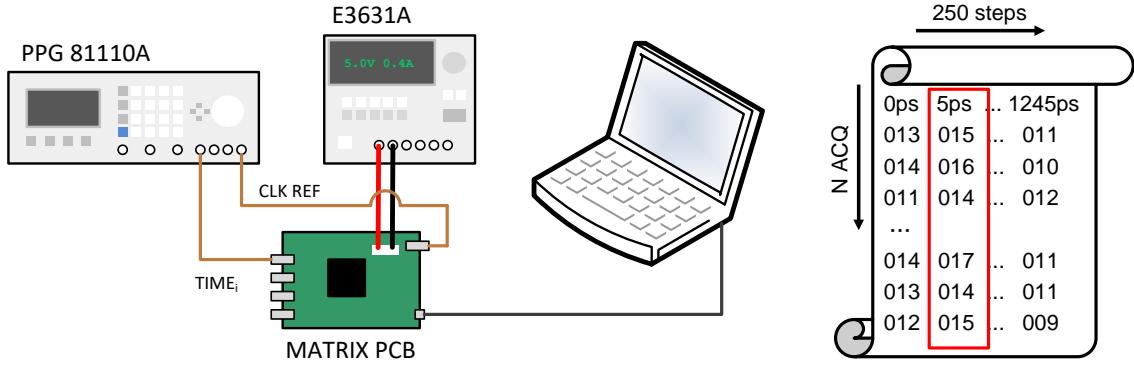 PPG 81110A
E3631A
5.0V 0.4A
CLK REF
TIMEi
MATRIX PCB
250 steps
N ACQ
0ps 5ps ... 1245ps
013 015 ... 011
014 016 ... 010
011 014 ... 012
...
014 017 ... 011
013 014 ... 011
012 015 ... 009